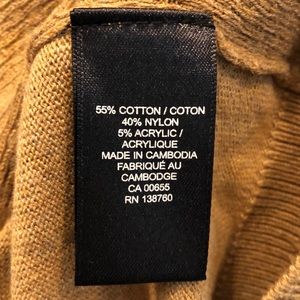 55% COTTON / COTON
40% NYLON
5% ACRYLIC /
ACRYLIQUE
MADE IN CAMBODIA
FABRIQUÉ AU
CAMBODGE
CA 00655
RN 138760